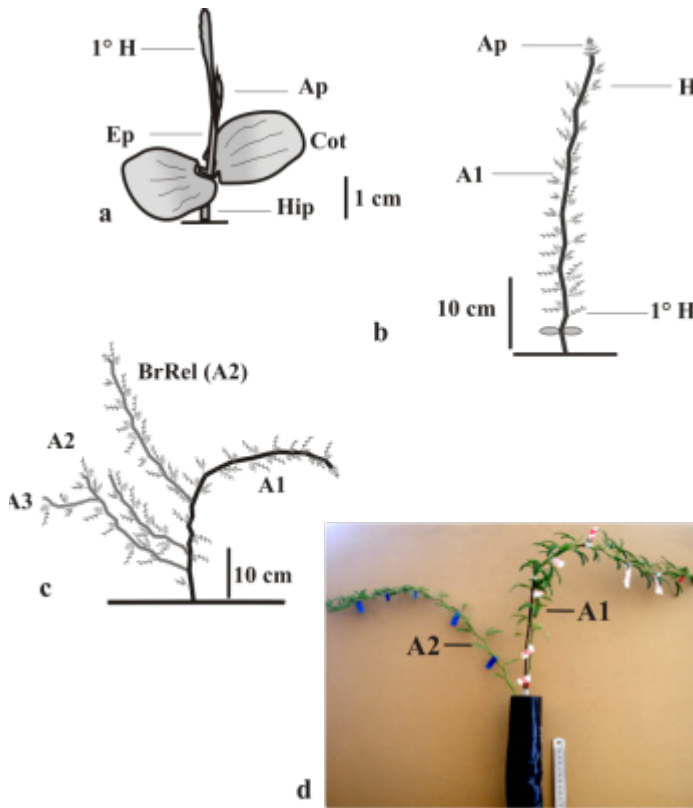 1° H
Ap
Ep
Cot
Hip
1 cm
a
Ap
H
A1
10 cm
1° H
b
BrRel (A2)
A2
A3
A1
10 cm
c
A1
A2
d